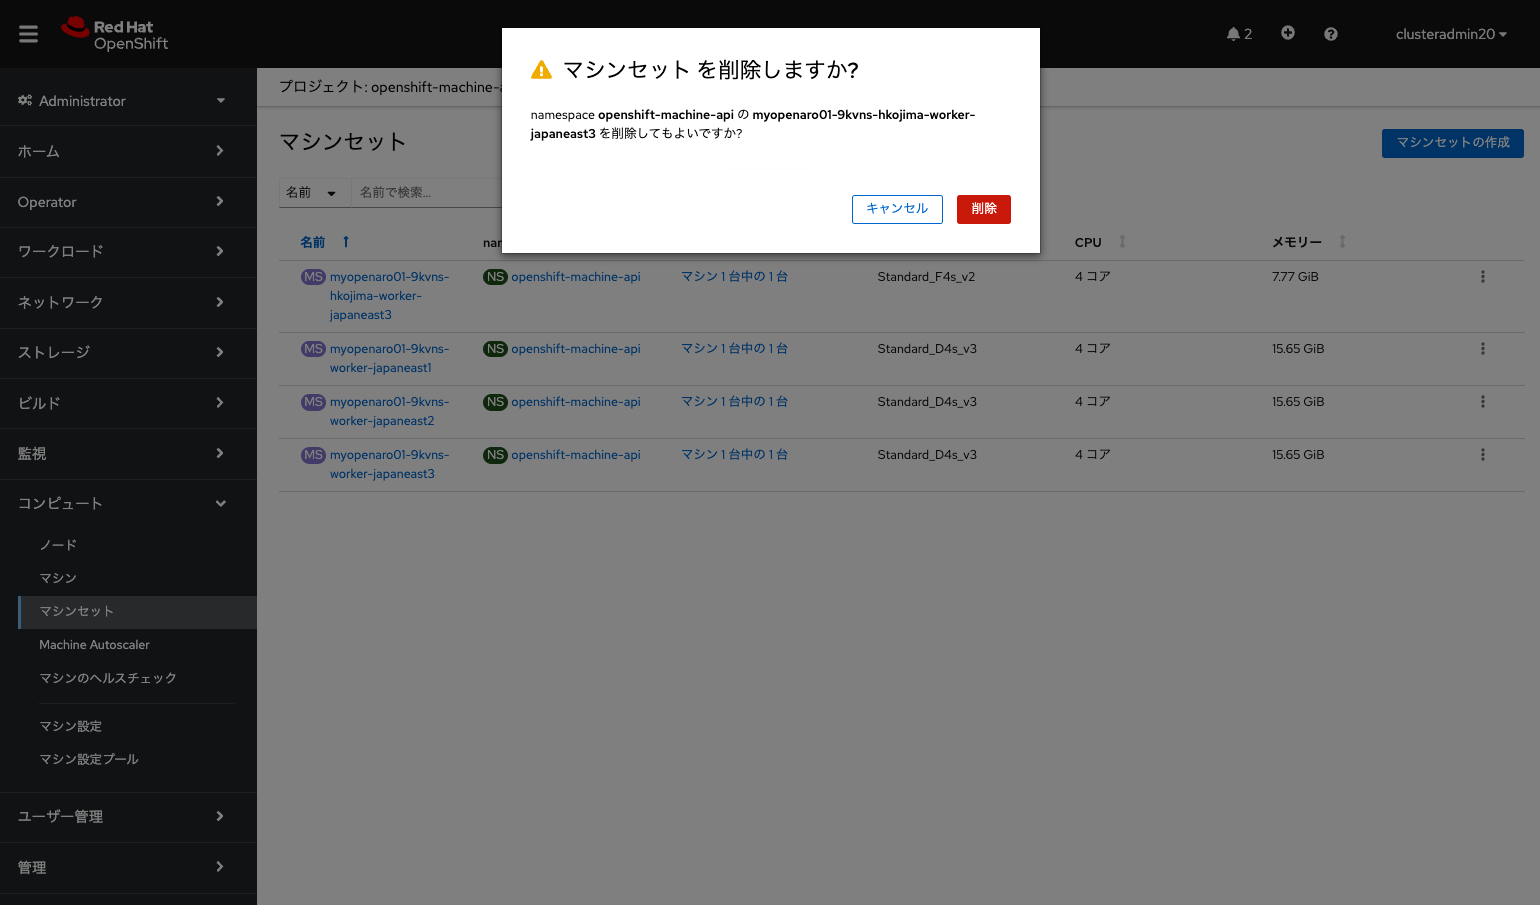 Red Hat
OpenShift
2
clusteradmin20
Administrator
ホーム
Operator
ワークロード
ネットワーク
ストレージ
ビルド
監視
コンピュート
ノード
マシン
マシンセット
Machine Autoscaler
マシンのヘルスチェック
マシン設定
マシン設定プール
ユーザー管理
管理
プロジェクト: openshift-machine-a
マシンセット
マシンセットの作成
名前
名前で検索...
マシンセット を削除しますか?
namespace openshift-machine-api の myopenaro01-9kvns-hkojima-worker-
japaneast3 を削除してもよいですか?
キャンセル
削除
名前 nar CPU メモリー
MS myopenaro01-9kvns- NS openshift-machine-api マシン 1 台中の 1 台 Standard_F4s_v2 4 コア 7.77 GiB
hkojima-worker-
japaneast3
MS myopenaro01-9kvns- NS openshift-machine-api マシン 1 台中の 1 台 Standard_D4s_v3 4 コア 15.65 GiB
worker-japaneast1
MS myopenaro01-9kvns- NS openshift-machine-api マシン 1 台中の 1 台 Standard_D4s_v3 4 コア 15.65 GiB
worker-japaneast2
MS myopenaro01-9kvns- NS openshift-machine-api マシン 1 台中の 1 台 Standard_D4s_v3 4 コア 15.65 GiB
worker-japaneast3